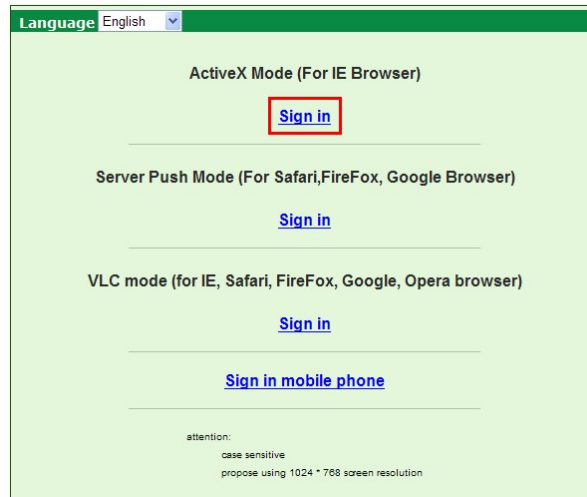 Language English
ActiveX Mode (For IE Browser)
Sign in
Server Push Mode (For Safari,FireFox, Google Browser)
Sign in
VLC mode (for IE, Safari, FireFox, Google, Opera browser)
Sign in
Sign in mobile phone
attention:
case sensitive
propose using 1024 * 768 screen resolution